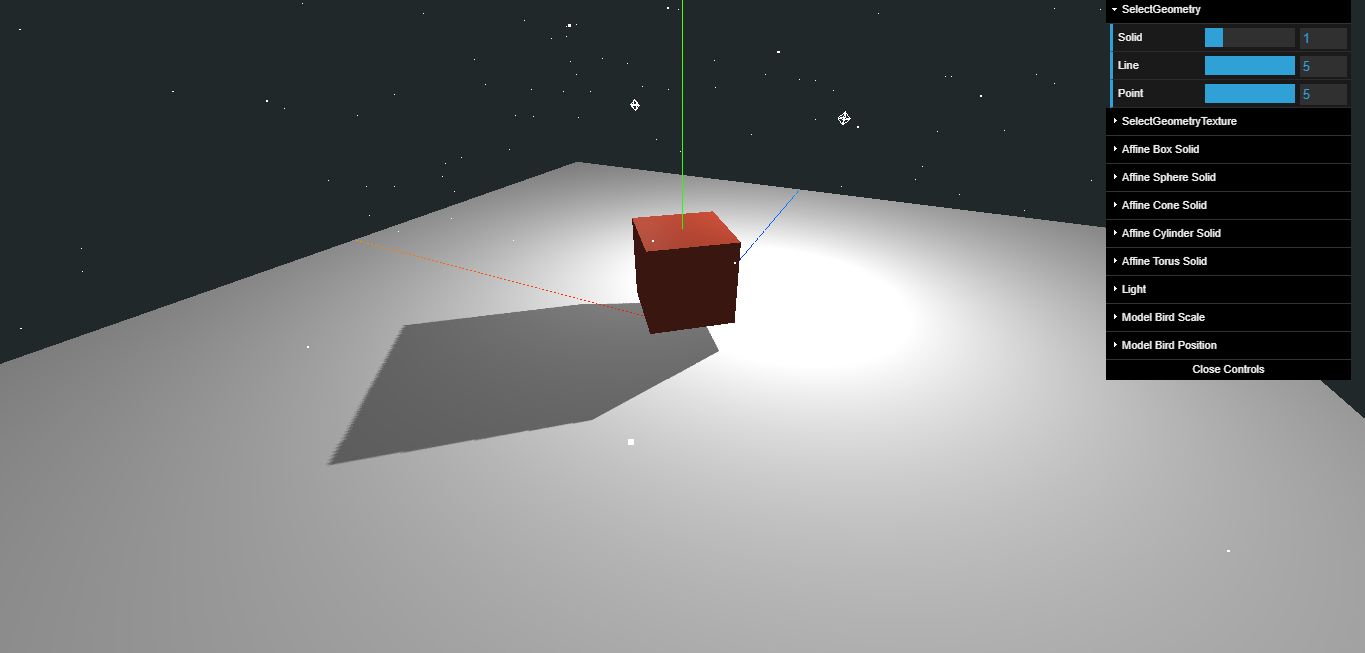 SelectGeometry
Solid 1
Line 5
Point 5
SelectGeometryTexture
Affine Box Solid
Affine Sphere Solid
Affine Cone Solid
Affine Cylinder Solid
Affine Torus Solid
Light
Model Bird Scale
Model Bird Position
Close Controls